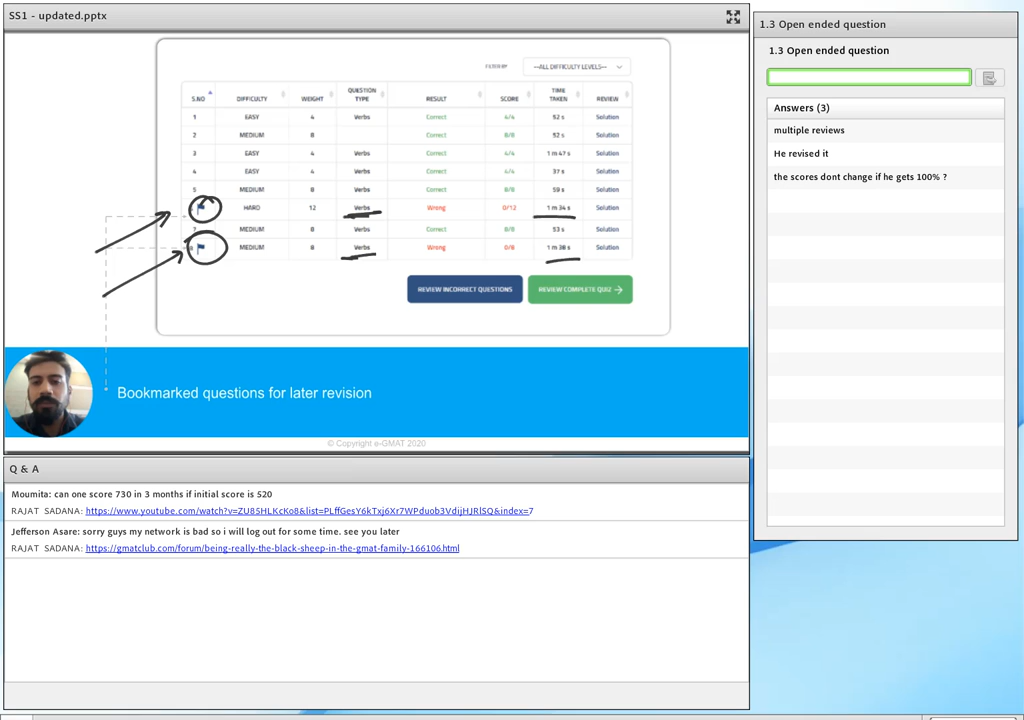 SS1 - updated.pptx
FILTER BY
---ALL DIFFICULTY LEVELS---
S.NO DIFFICULTY WEIGHT QUESTION TYPE RESULT SCORE TIME TAKEN REVIEW
1 EASY 4 Verbs Correct 4/4 52 s Solution
2 MEDIUM 8 Correct 8/8 52 s Solution
3 EASY 4 Verbs Correct 4/4 1 m 47 s Solution
4 EASY 4 Verbs Correct 4/4 37 s Solution
5 MEDIUM 8 Verbs Correct 8/8 59 s Solution
HARD 12 Verbs Wrong 0/12 1 m 34 s Solution
7 MEDIUM 8 Verbs Correct 8/8 53 s Solution
8 MEDIUM 8 Verbs Wrong 0/8 1 m 38 s Solution
REVIEW INCORRECT QUESTIONS
REVIEW COMPLETE QUIZ
Bookmarked questions for later revision
© Copyright e-GMAT 2020
Q & A
Moumita: can one score 730 in 3 months if initial score is 520
RAJAT SADANA: https://www.youtube.com/watch?v=ZU85HLKcKo8&list=PLffGesY6kTxj6Xr7WPduob3VdijHJRlSQ&index=7
Jefferson Asare: sorry guys my network is bad so i will log out for some time. see you later
RAJAT SADANA: https://gmatclub.com/forum/being-really-the-black-sheep-in-the-gmat-family-166106.html
1.3 Open ended question
1.3 Open ended question
Answers (3)
multiple reviews
He revised it
the scores dont change if he gets 100% ?